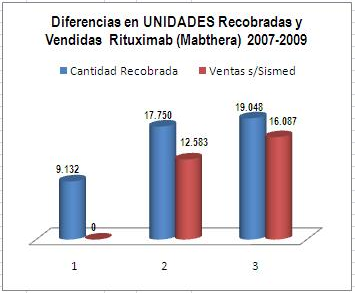 Diferencias en UNIDADES Recobradas y
Vendidas Rituximab (Mabthera) 2007-2009
Cantidad Recobrada Ventas s/Sismed
19.048
17.750
16.087
12.583
9.132
0
1 2 3